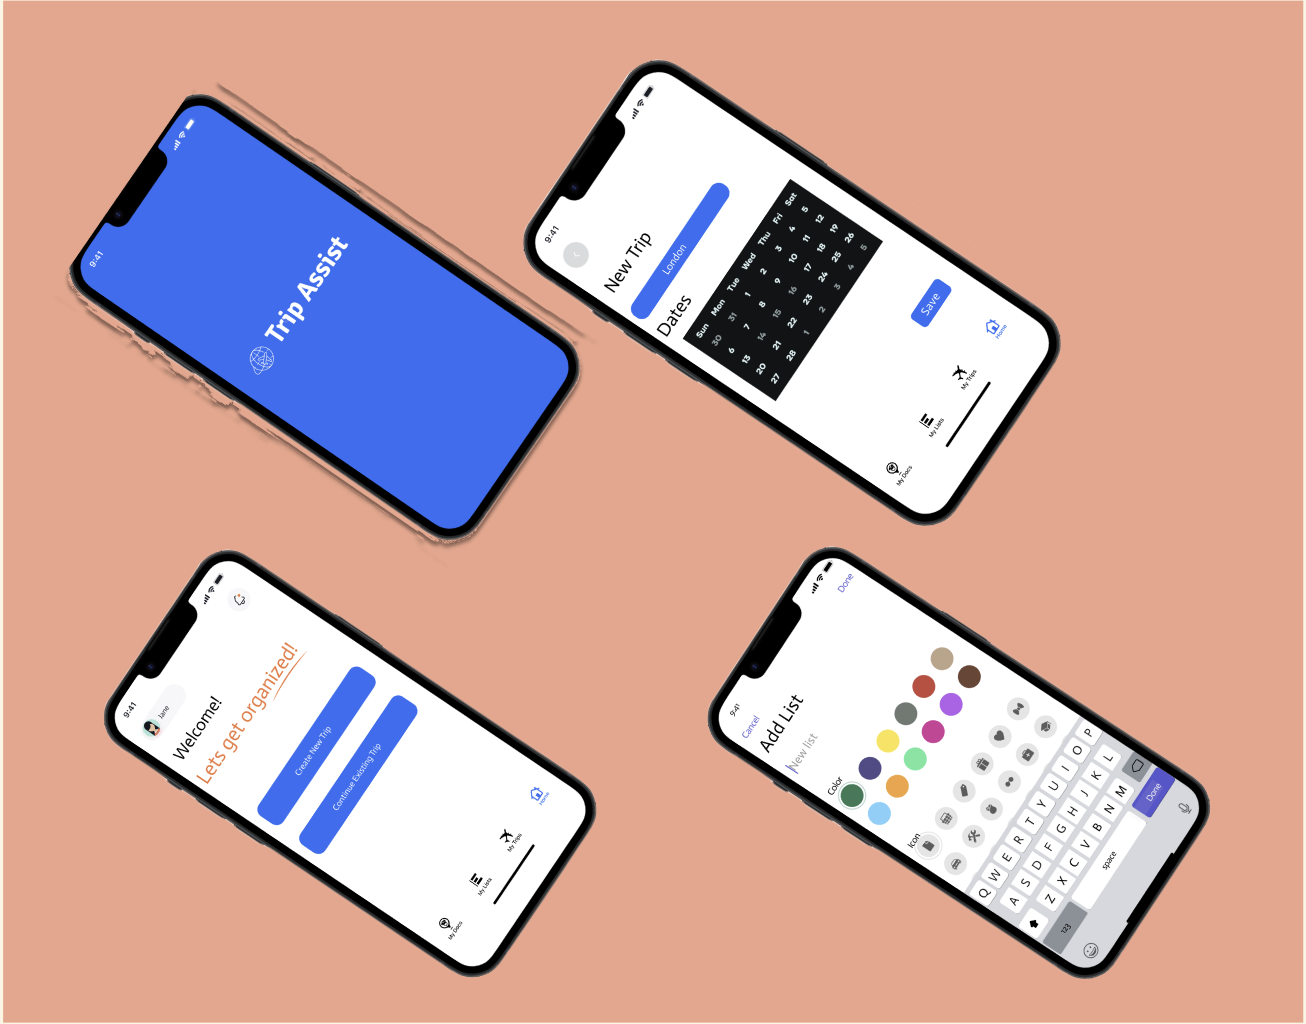 9:41
Trip Assist
9:41
New Trip
London
Dates
Sun Mon Tue Wed Thu Fri Sat
30 31 1 2 3 4 5
6 7 8 9 10 11 12
13 14 15 16 17 18 19
20 21 22 23 24 25 26
27 28 1 2 3 4 5
Save
My Docs My Lists My Trips Home
9:41
Jane
Welcome!
Lets get organized!
Create New Trip
Continue Existing Trip
My Docs My Lists My Trips Home
9:41
Cancel Done
Add List
New list
Color
Icon
Q W E R T Y U I O P
A S D F G H J K L
Z X C V B N M
123 space Done